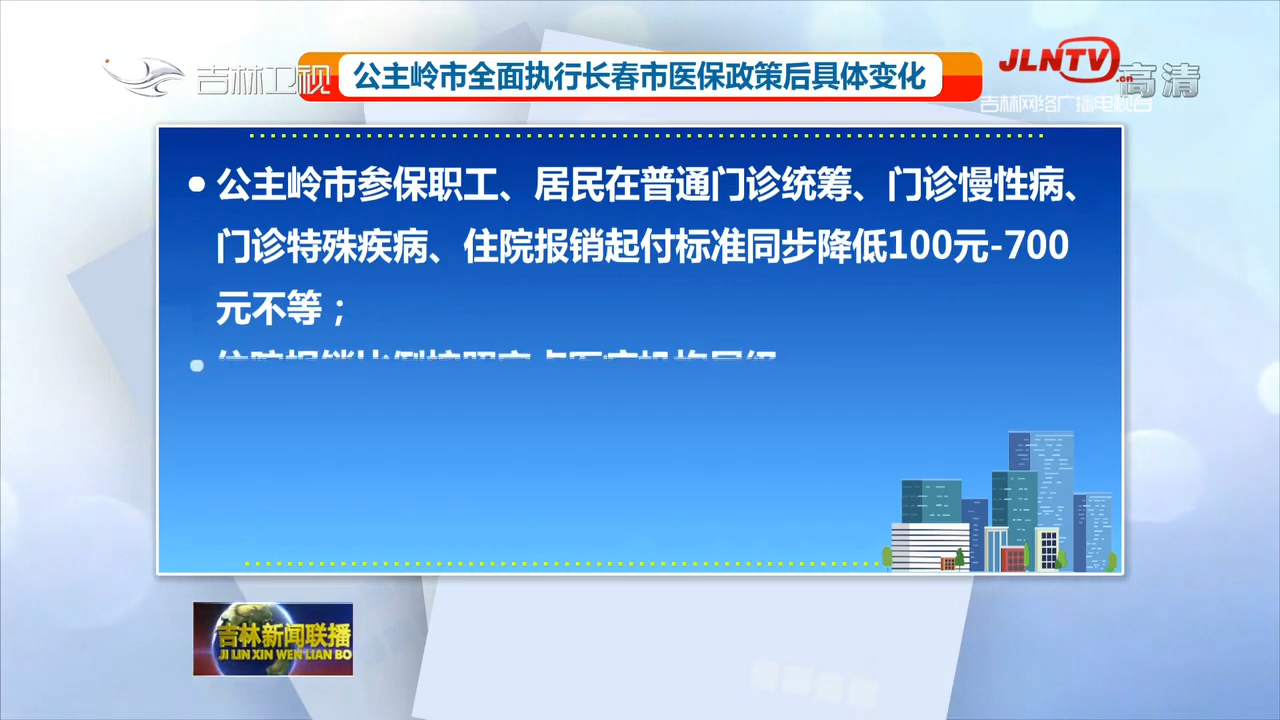 吉林卫视
公主岭市全面执行长春市医保政策后具体变化
JLNTV
.cn
高清
吉林网络广播电视台
公主岭市参保职工、居民在普通门诊统筹、门诊慢性病、
门诊特殊疾病、住院报销起付标准同步降低100元-700
元不等；
吉林新闻联播
JI LIN XIN WEN LIAN BO